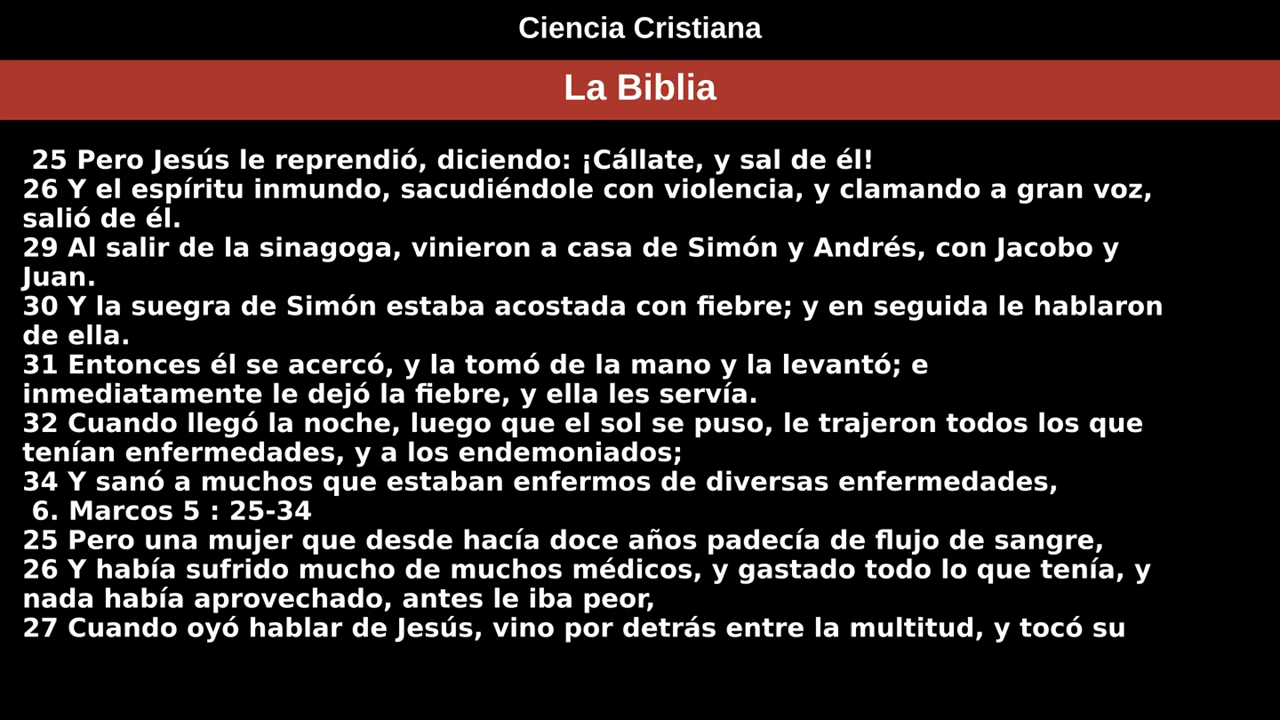 Ciencia Cristiana
La Biblia
25 Pero Jesús le reprendió, diciendo: ¡Cállate, y sal de él!
26 Y el espíritu inmundo, sacudiéndole con violencia, y clamando a gran voz,
salió de él.
29 Al salir de la sinagoga, vinieron a casa de Simón y Andrés, con Jacobo y
Juan.
30 Y la suegra de Simón estaba acostada con fiebre; y en seguida le hablaron
de ella.
31 Entonces él se acercó, y la tomó de la mano y la levantó; e
inmediatamente le dejó la fiebre, y ella les servía.
32 Cuando llegó la noche, luego que el sol se puso, le trajeron todos los que
tenían enfermedades, y a los endemoniados;
34 Y sanó a muchos que estaban enfermos de diversas enfermedades,
6. Marcos 5 : 25-34
25 Pero una mujer que desde hacía doce años padecía de flujo de sangre,
26 Y había sufrido mucho de muchos médicos, y gastado todo lo que tenía, y
nada había aprovechado, antes le iba peor,
27 Cuando oyó hablar de Jesús, vino por detrás entre la multitud, y tocó su